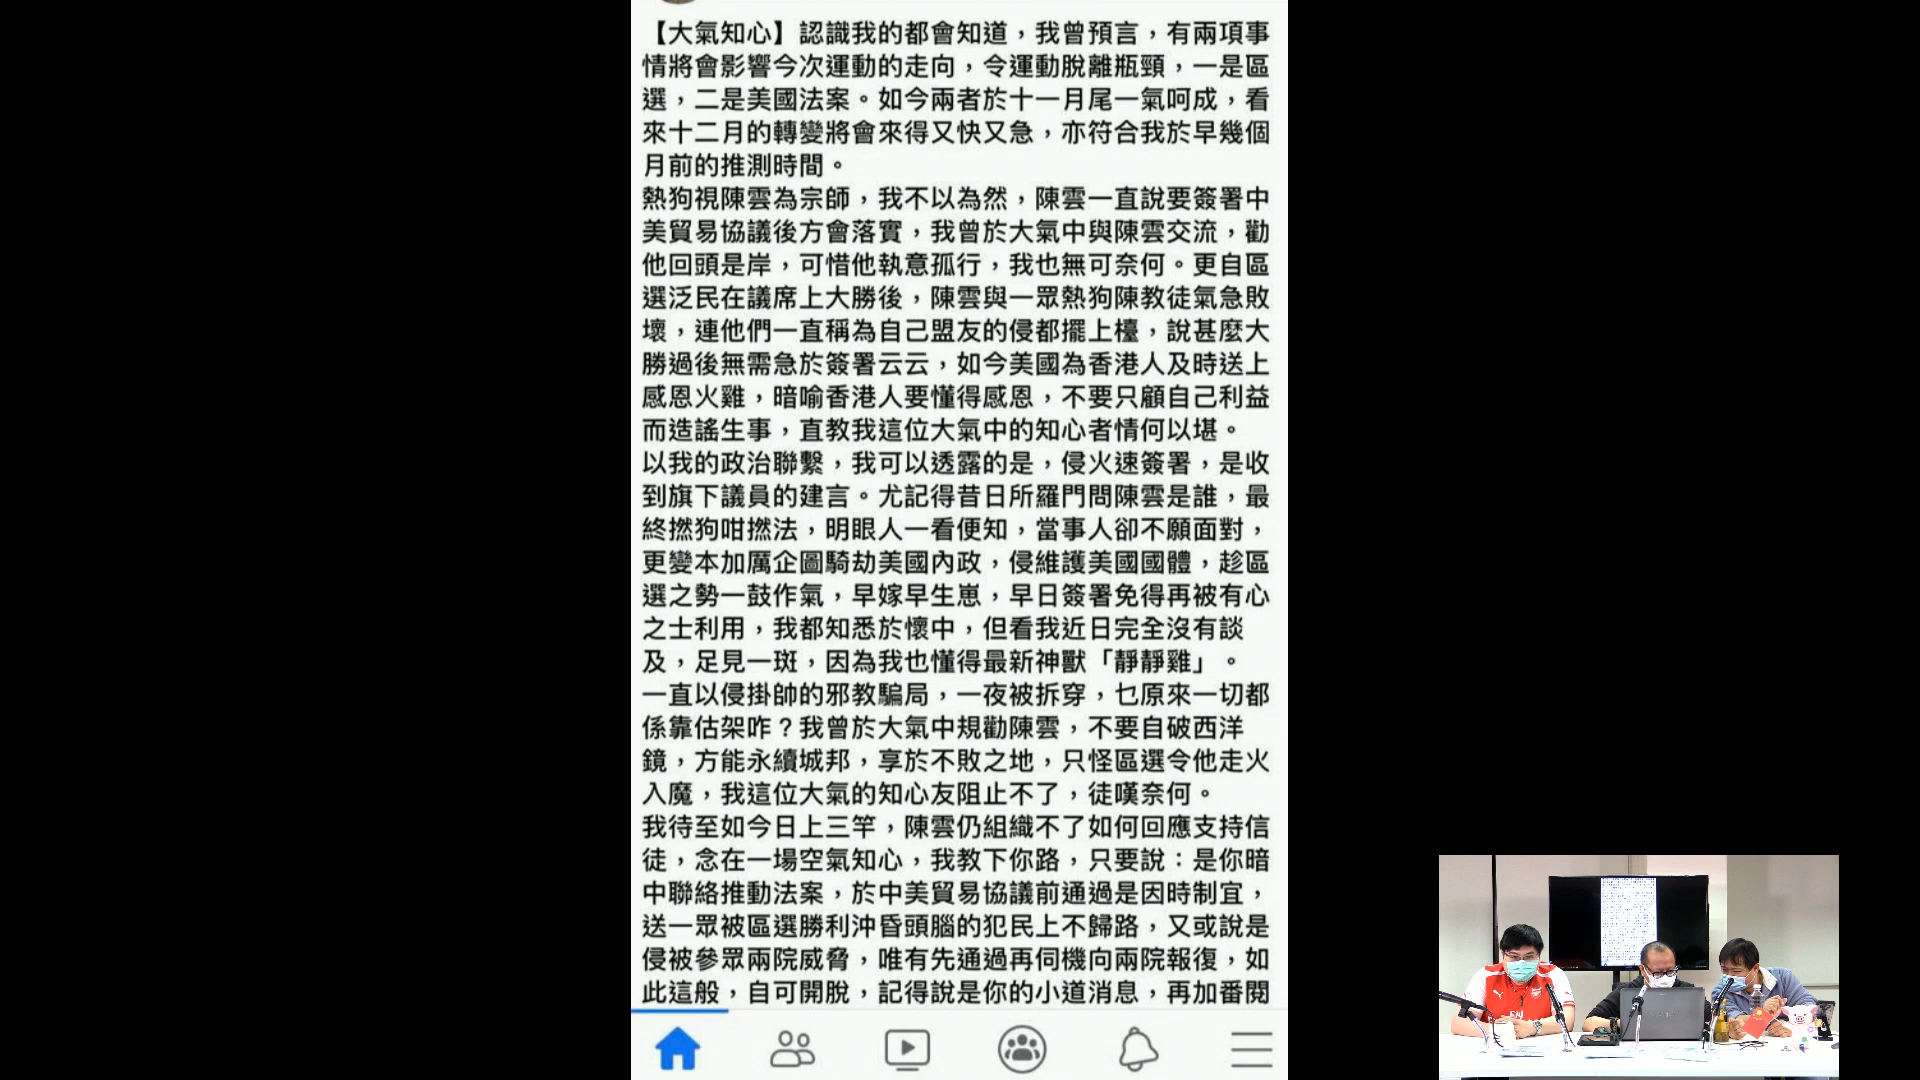 【大氣知心】認識我的都會知道，我曾預言，有兩項事
情將會影響今次運動的走向，令運動脫離瓶頸，一是區
選，二是美國法案。如今兩者於十一月尾一氣呵成，看
來十二月的轉變將會來得又快又急，亦符合我於早幾個
月前的推測時間。
熱狗視陳雲為宗師，我不以為然，陳雲一直說要簽署中
美貿易協議後方會落實，我曾於大氣中與陳雲交流，勸
他回頭是岸，可惜他執意孤行，我也無可奈何。更自區
選泛民在議席上大勝後，陳雲與一眾熱狗陳教徒氣急敗
壞，連他們一直稱為自己盟友的侵都擺上檯，說甚麼大
勝過後無需急於簽署云云，如今美國為香港人及時送上
感恩火雞，暗喻香港人要懂得感恩，不要只顧自己利益
而造謠生事，直教我這位大氣中的知心者情何以堪。
以我的政治聯繫，我可以透露的是，侵火速簽署，是收
到旗下議員的建言。尤記得昔日所羅門問陳雲是誰，最
終撚狗咁撚法，明眼人一看便知，當事人卻不願面對，
更變本加厲企圖騎劫美國內政，侵維護美國國體，趁區
選之勢一鼓作氣，早嫁早生崽，早日簽署免得再被有心
之士利用，我都知悉於懷中，但看我近日完全沒有談
及，足見一斑，因為我也懂得最新神獸「靜靜雞」。
一直以侵掛帥的邪教騙局，一夜被拆穿，乜原來一切都
係靠估架咋？我曾於大氣中規勸陳雲，不要自破西洋
鏡，方能永續城邦，享於不敗之地，只怪區選令他走火
入魔，我這位大氣的知心友阻止不了，徒嘆奈何。
我待至如今日上三竿，陳雲仍組織不了如何回應支持信
徒，念在一場空氣知心，我教下你路，只要說：是你暗
中聯絡推動法案，於中美貿易協議前通過是因時制宜，
送一眾被區選勝利沖昏頭腦的犯民上不歸路，又或說是
侵被參眾兩院威脅，唯有先通過再伺機向兩院報復，如
此這般，自可開脫，記得說是你的小道消息，再加番閱